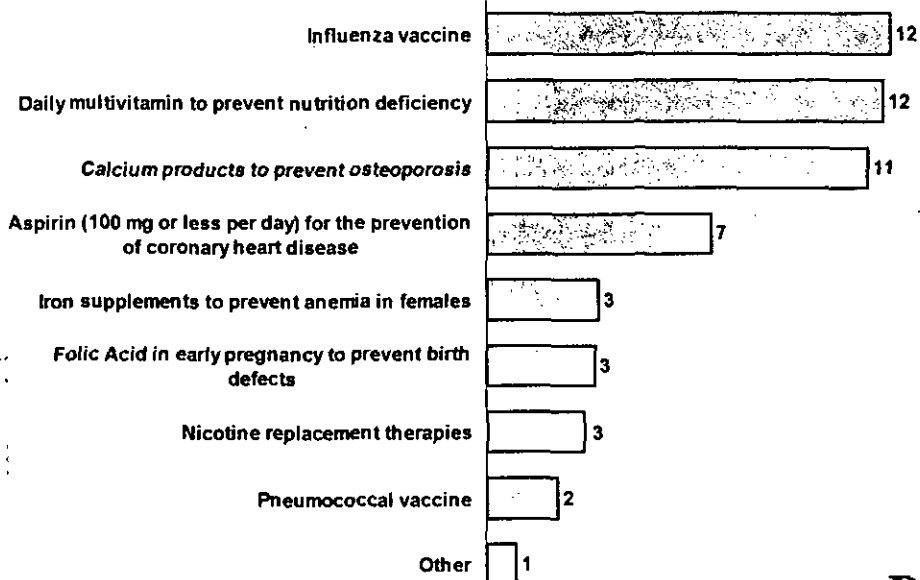 Influenza vaccine 12
Daily multivitamin to prevent nutrition deficiency 12
Calcium products to prevent osteoporosis 11
Aspirin (100 mg or less per day) for the prevention
of coronary heart disease 7
Iron supplements to prevent anemia in females 3
Folic Acid in early pregnancy to prevent birth
defects 3
Nicotine replacement therapies 3
Pneumococcal vaccine 2
Other 1